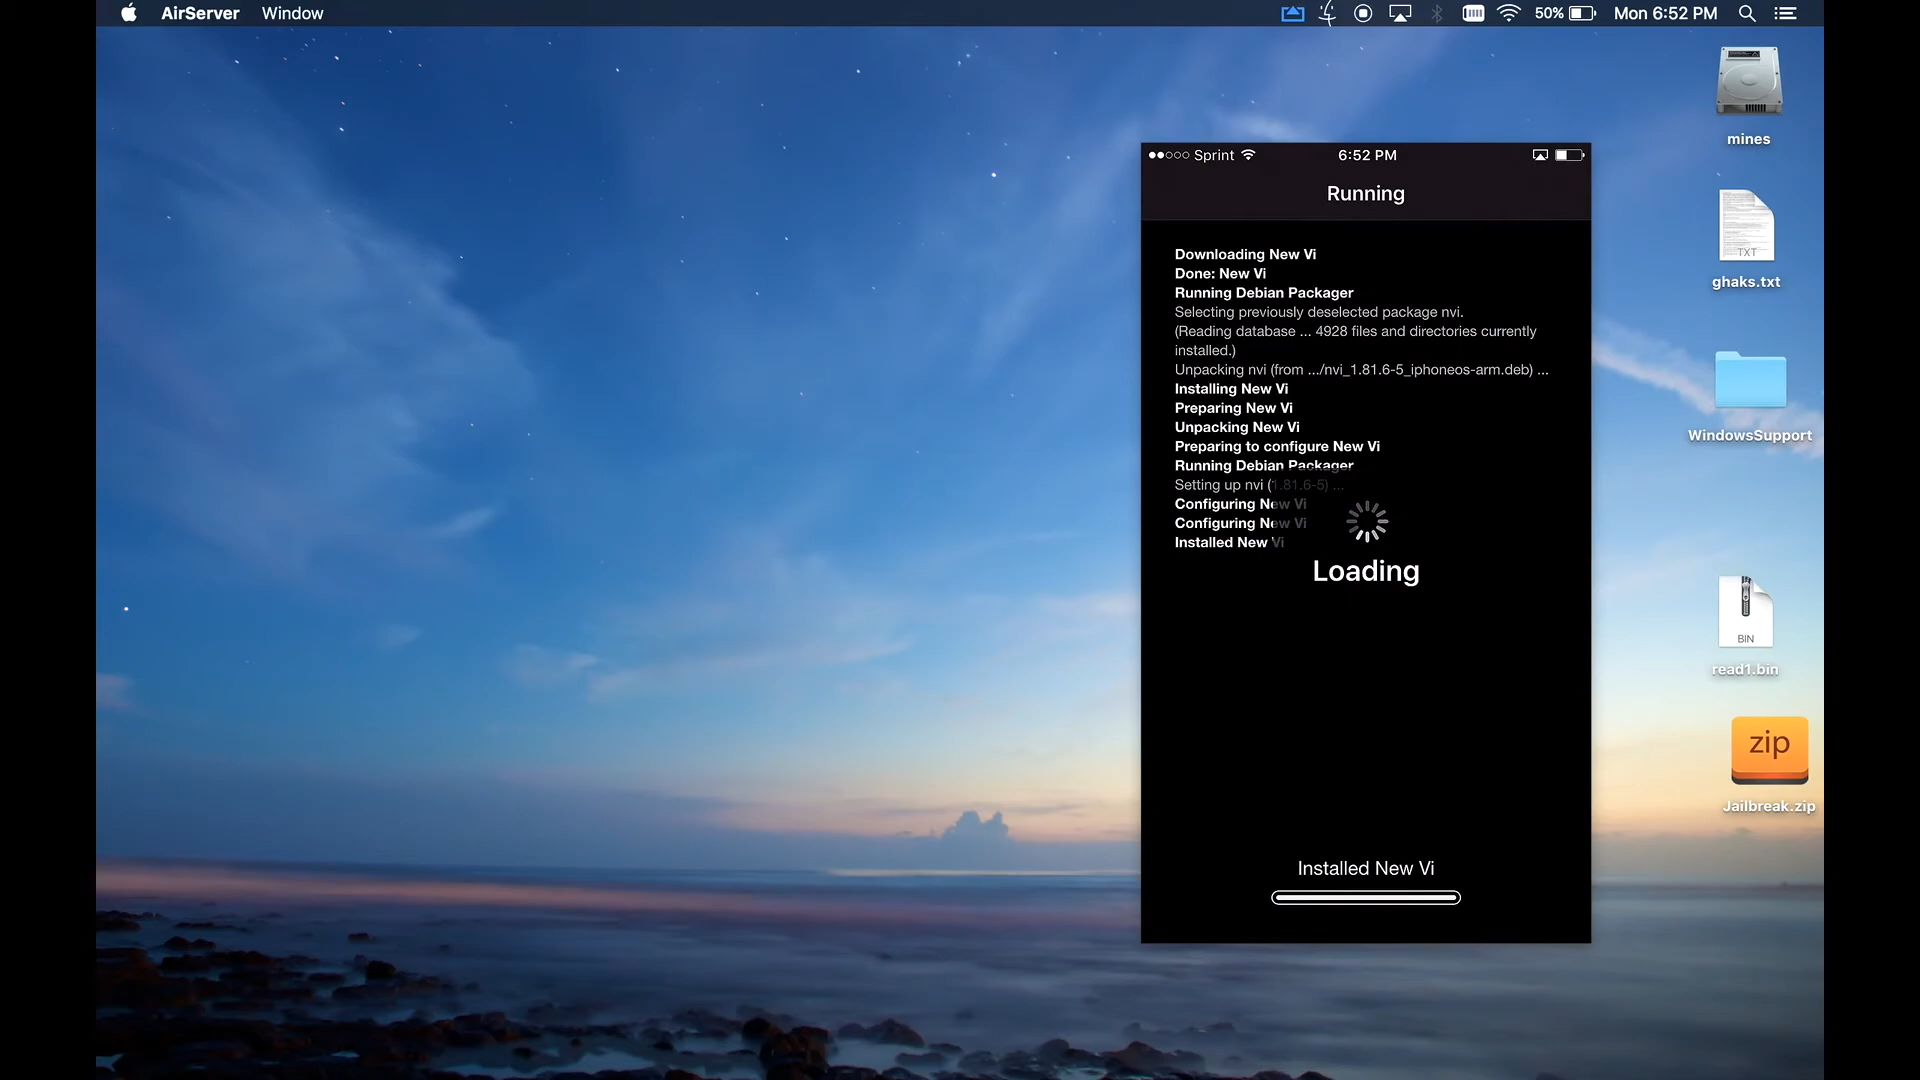 AirServer Window
50% Mon 6:52 PM
mines
TXT
ghaks.txt
WindowsSupport
BIN
read1.bin
zip
Jailbreak.zip
Sprint 6:52 PM
Running
Downloading New Vi
Done: New Vi
Running Debian Packager
Selecting previously deselected package nvi.
(Reading database ... 4928 files and directories currently
installed.)
Unpacking nvi (from .../nvi_1.81.6-5_iphoneos-arm.deb) ...
Installing New Vi
Preparing New Vi
Unpacking New Vi
Preparing to configure New Vi
Running Debian Packager
Setting up nvi (1.81.6-5) ...
Configuring New Vi
Configuring New Vi
Installed New Vi
Loading
Installed New Vi